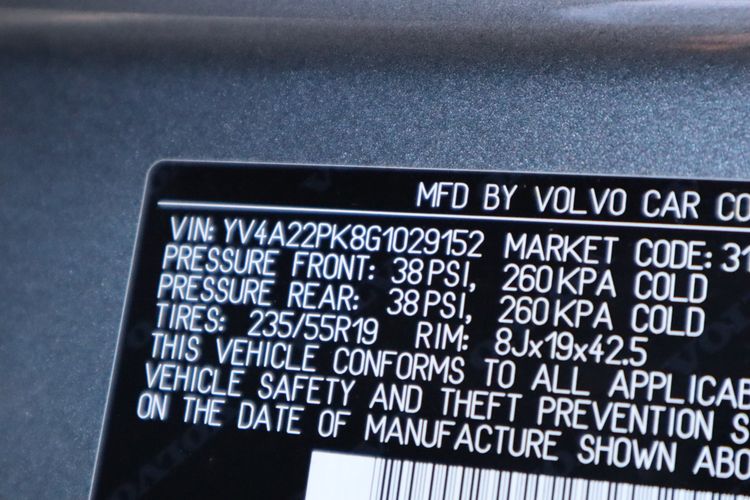 MFD BY VOLVO CAR CO
VIN: YV4A22PK8G1029152 MARKET CODE: 31
PRESSURE FRONT: 38PSI, 260KPA COLD
PRESSURE REAR: 38PSI, 260KPA COLD
TIRES: 235/55R19 RIM: 8Jx19x42.5
THIS VEHICLE CONFORMS TO ALL APPLICAB
VEHICLE SAFETY AND THEFT PREVENTION S
ON THE DATE OF MANUFACTURE SHOWN ABO